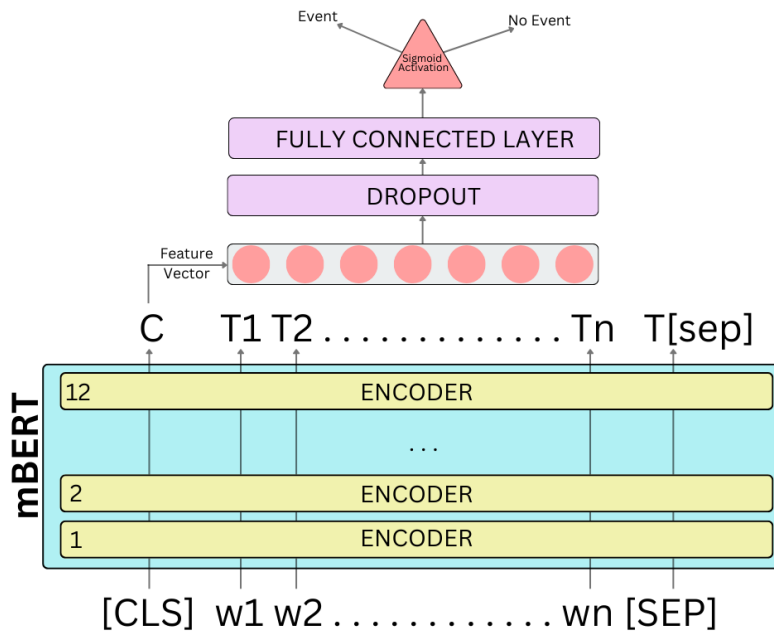 Event
No Event
Sigmoid
Activation
FULLY CONNECTED LAYER
DROPOUT
Feature
Vector
C T1 T2 . . . . . . . . . . . . . Tn T[sep]
mBERT
12 ENCODER
. . .
2 ENCODER
1 ENCODER
[CLS] w1 w2 . . . . . . . . . . . . wn [SEP]